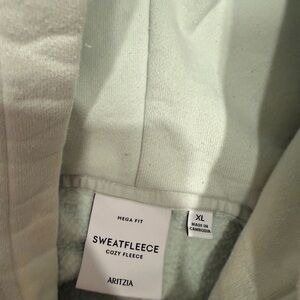 MEGA FIT
SWEATFLEECE
COZY FLEECE
ARITZIA
XL
MADE IN
CAMBODIA